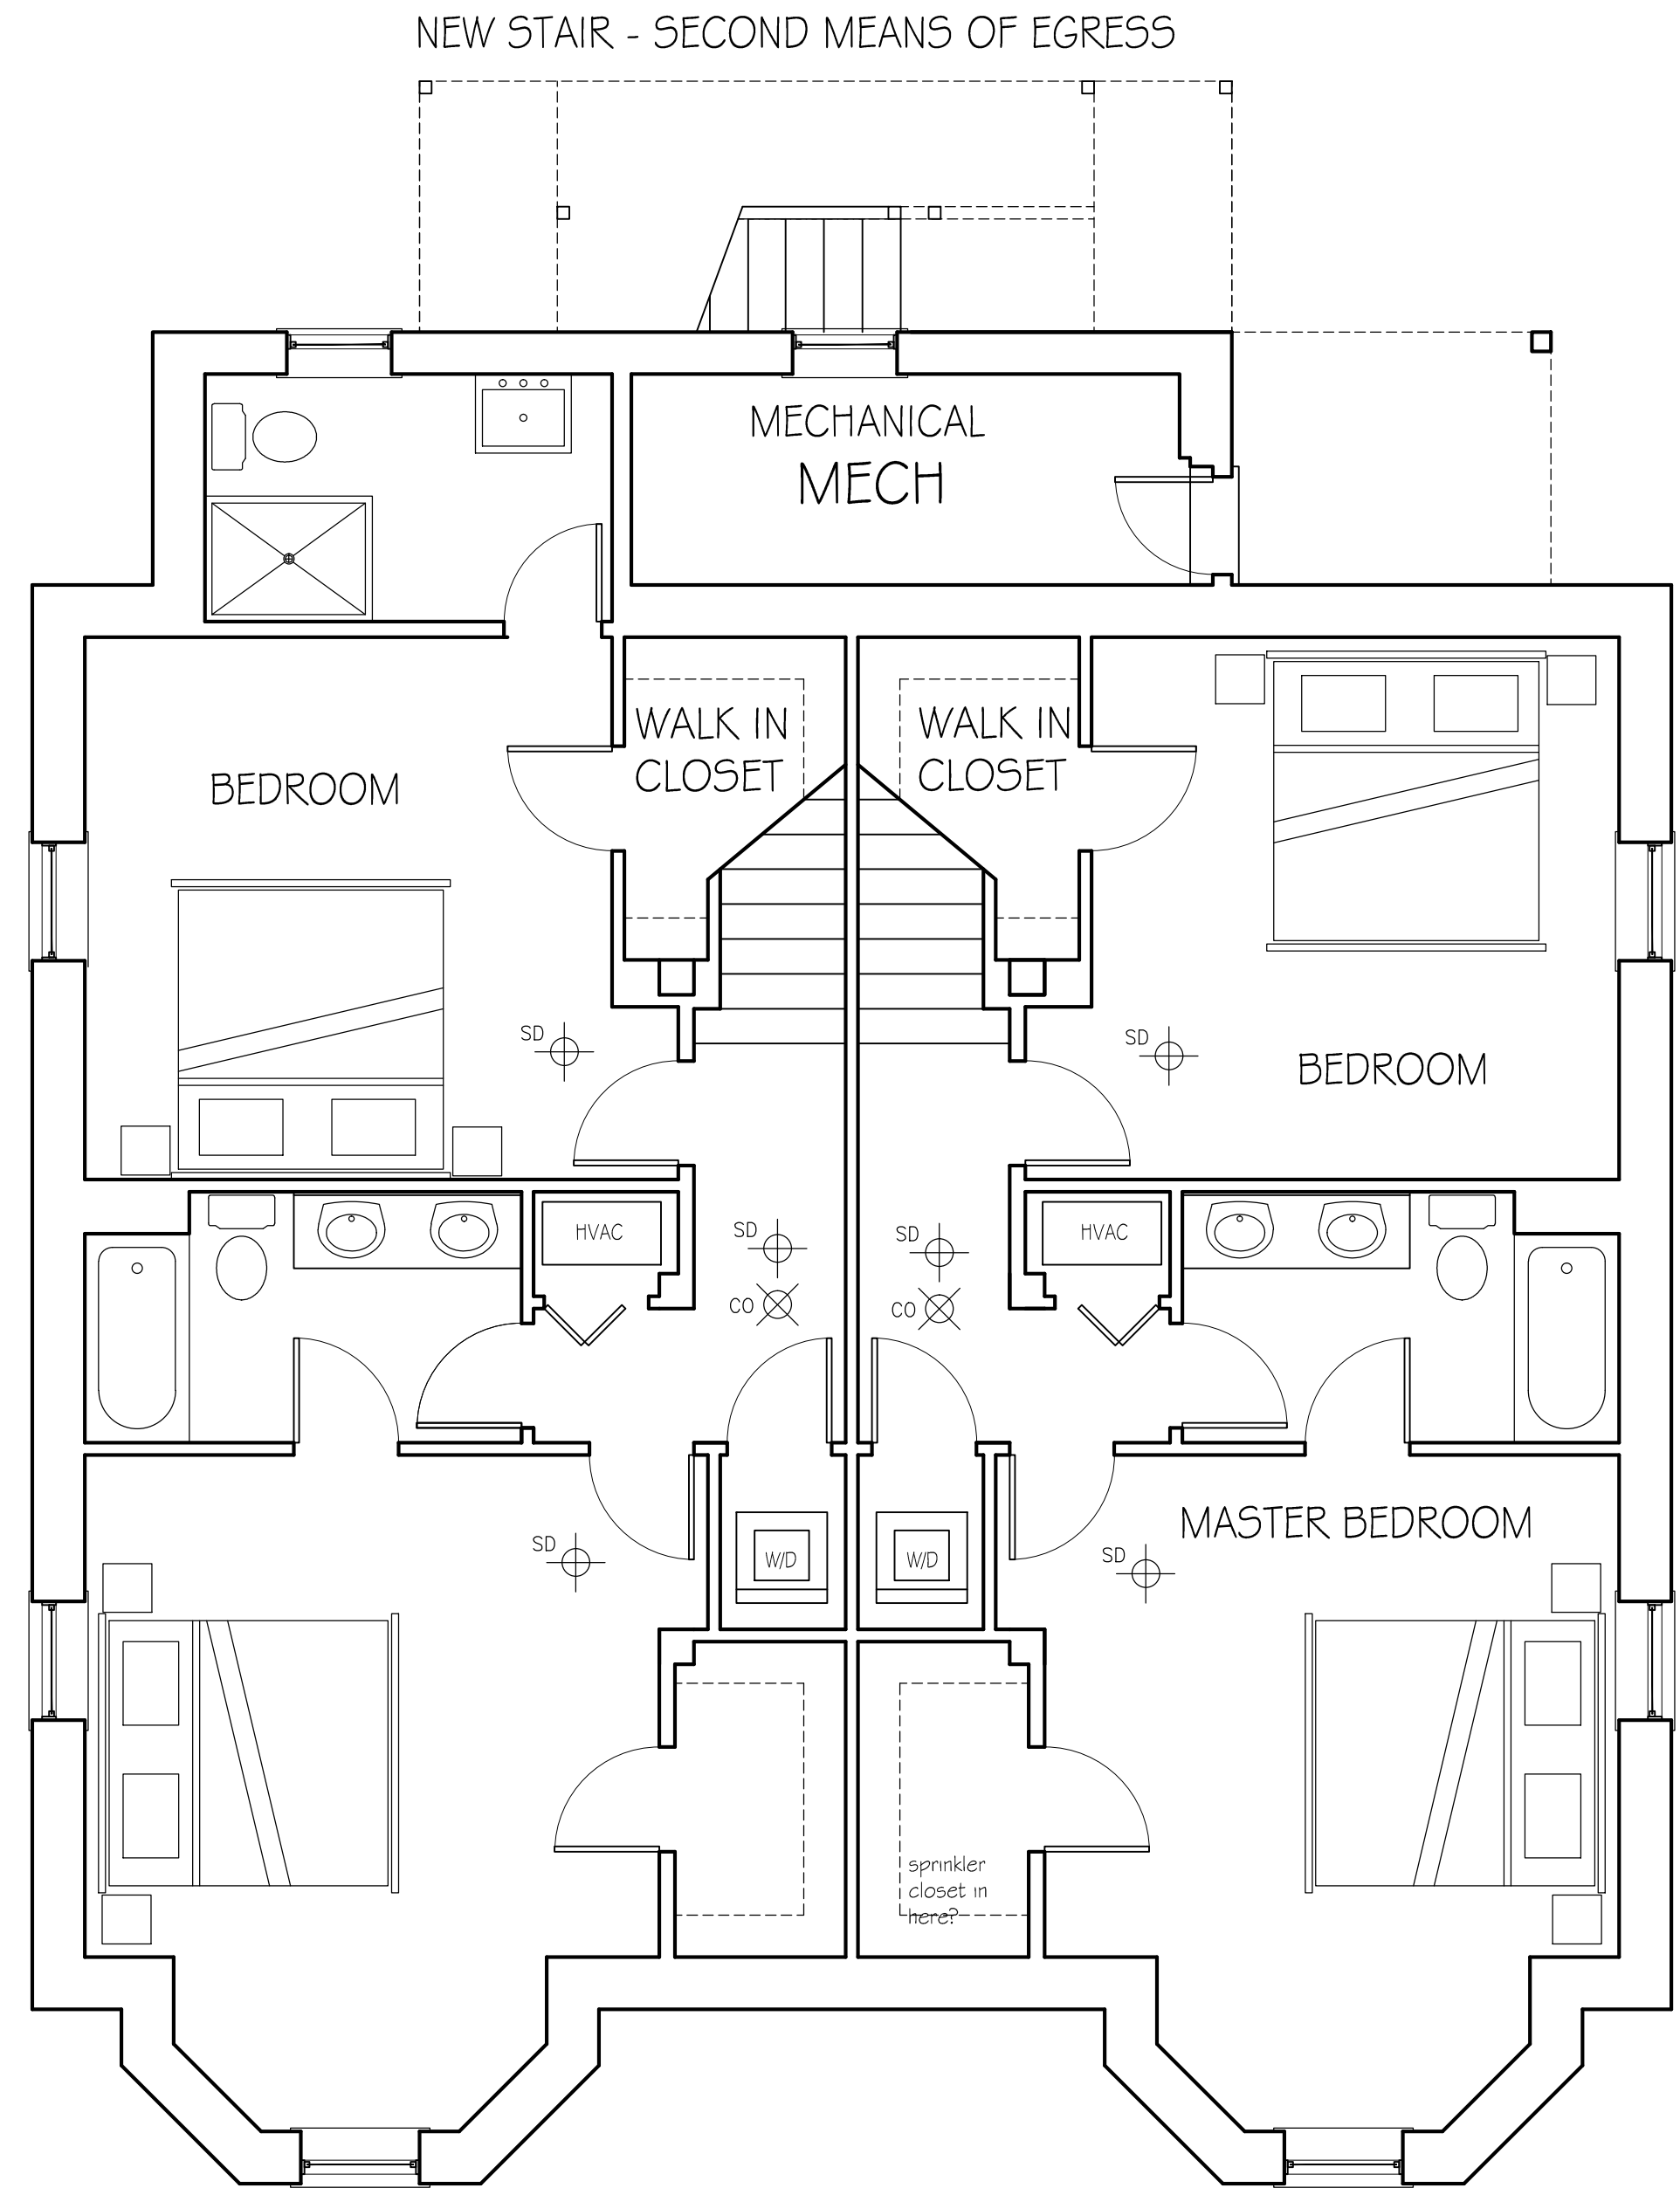 NEW STAIR - SECOND MEANS OF EGRESS
MECHANICAL
MECH
WALK IN
CLOSET
WALK IN
CLOSET
BEDROOM
SD
SD
BEDROOM
HVAC
HVAC
SD
SD
CO
CO
MASTER BEDROOM
SD
SD
W/D
W/D
sprinkler
closet in
here?